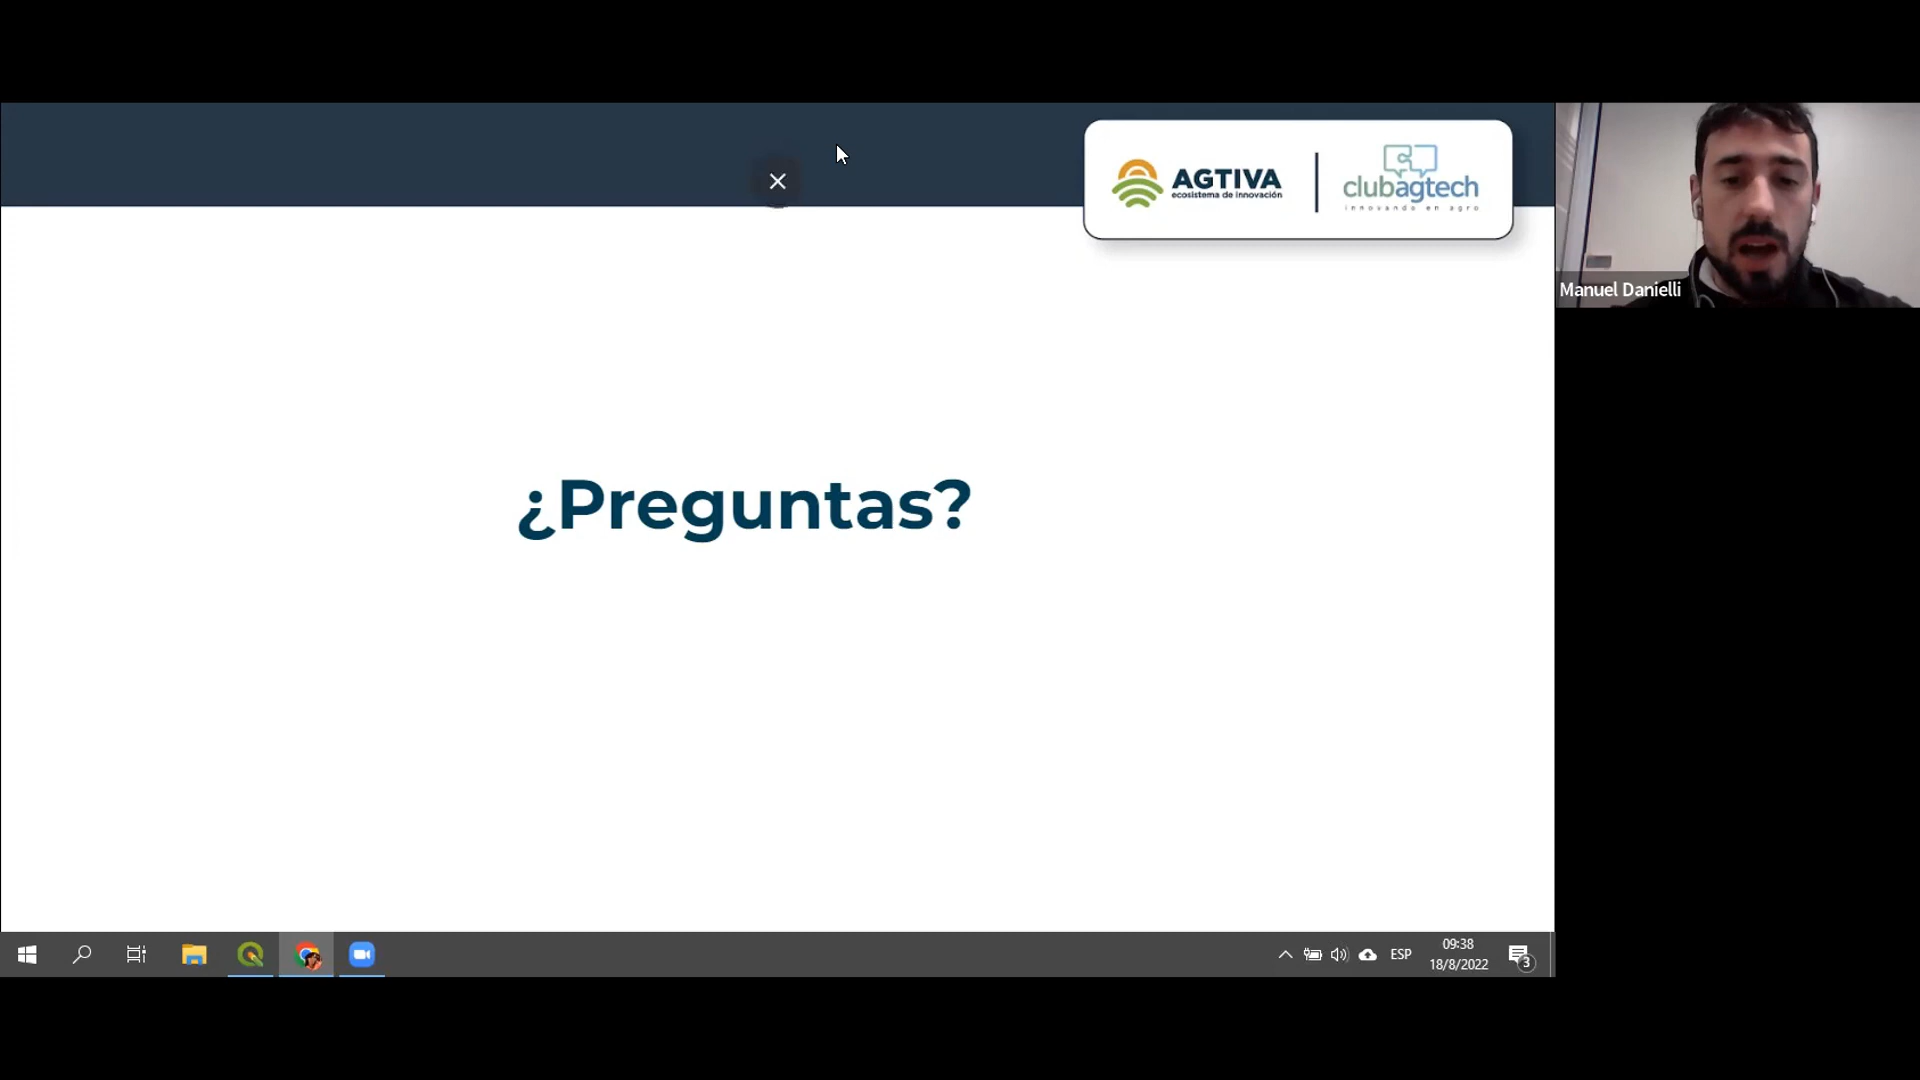 AGTIVA
ecosistema de innovación
clubagtech
innovando en agro
Manuel Danielli
¿Preguntas?
ESP
09:38
18/8/2022
3